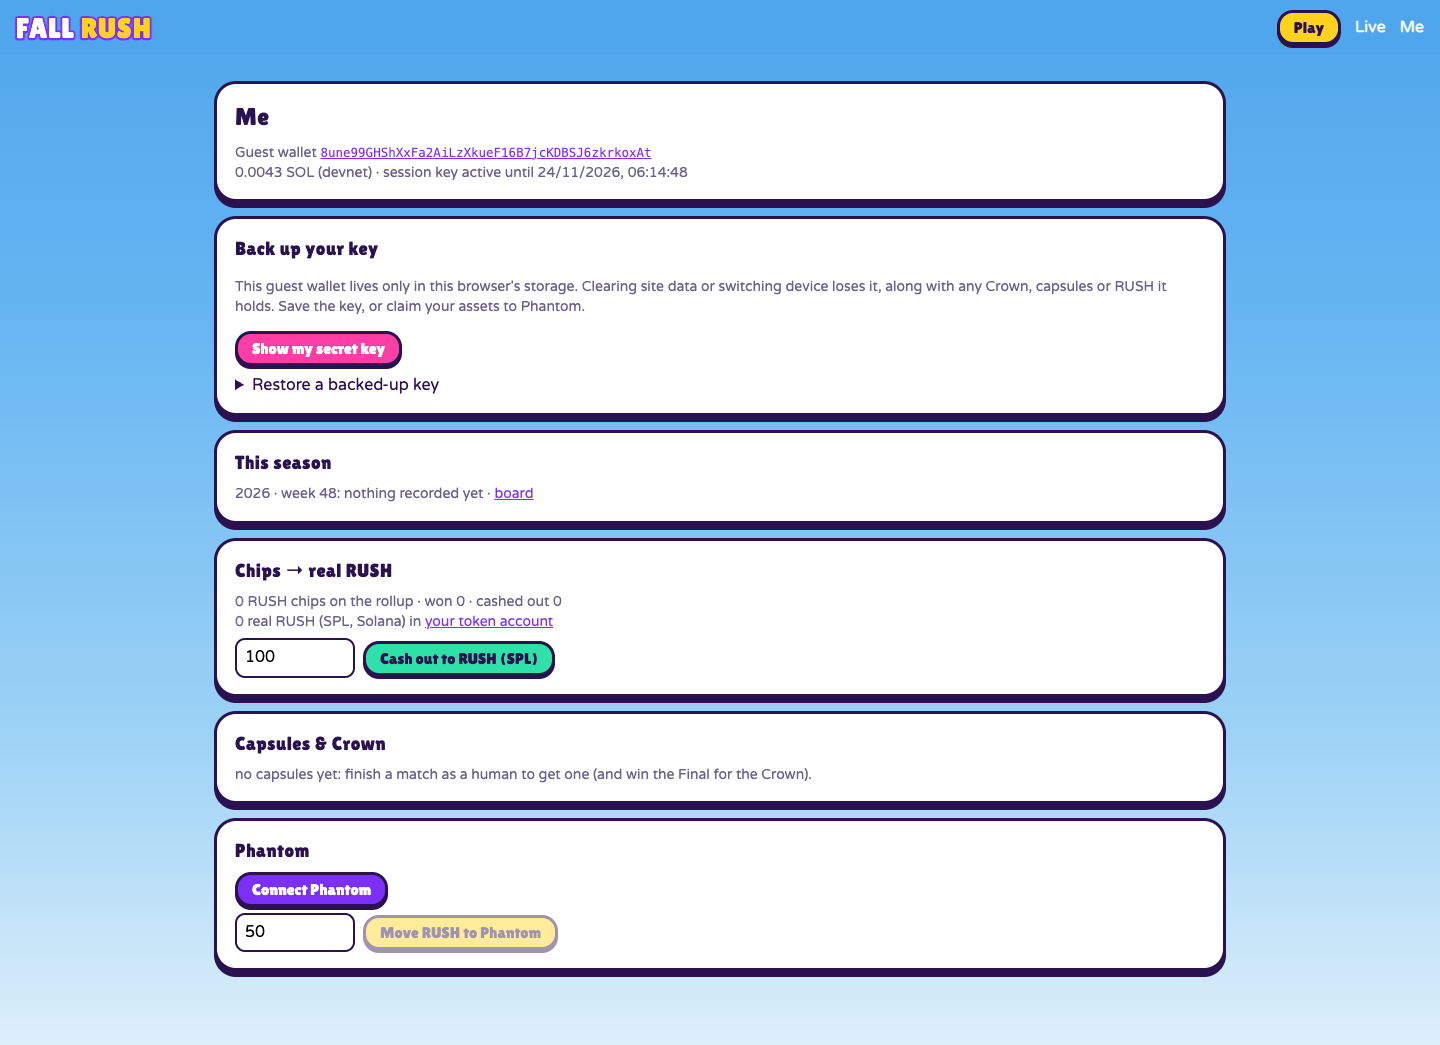 FALL RUSH
Play
Live
Me
Me
Guest wallet 8une99GHShXxFa2AiLzXkueF16B7jcKDBSJ6zkrkoxAt
0.0043 SOL (devnet) · session key active until 24/11/2026, 06:14:48
Back up your key
This guest wallet lives only in this browser's storage. Clearing site data or switching device loses it, along with any Crown, capsules or RUSH it
holds. Save the key, or claim your assets to Phantom.
Show my secret key
Restore a backed-up key
This season
2026 · week 48: nothing recorded yet · board
Chips → real RUSH
0 RUSH chips on the rollup · won 0 · cashed out 0
0 real RUSH (SPL, Solana) in your token account
100
Cash out to RUSH (SPL)
Capsules & Crown
no capsules yet: finish a match as a human to get one (and win the Final for the Crown).
Phantom
Connect Phantom
50
Move RUSH to Phantom